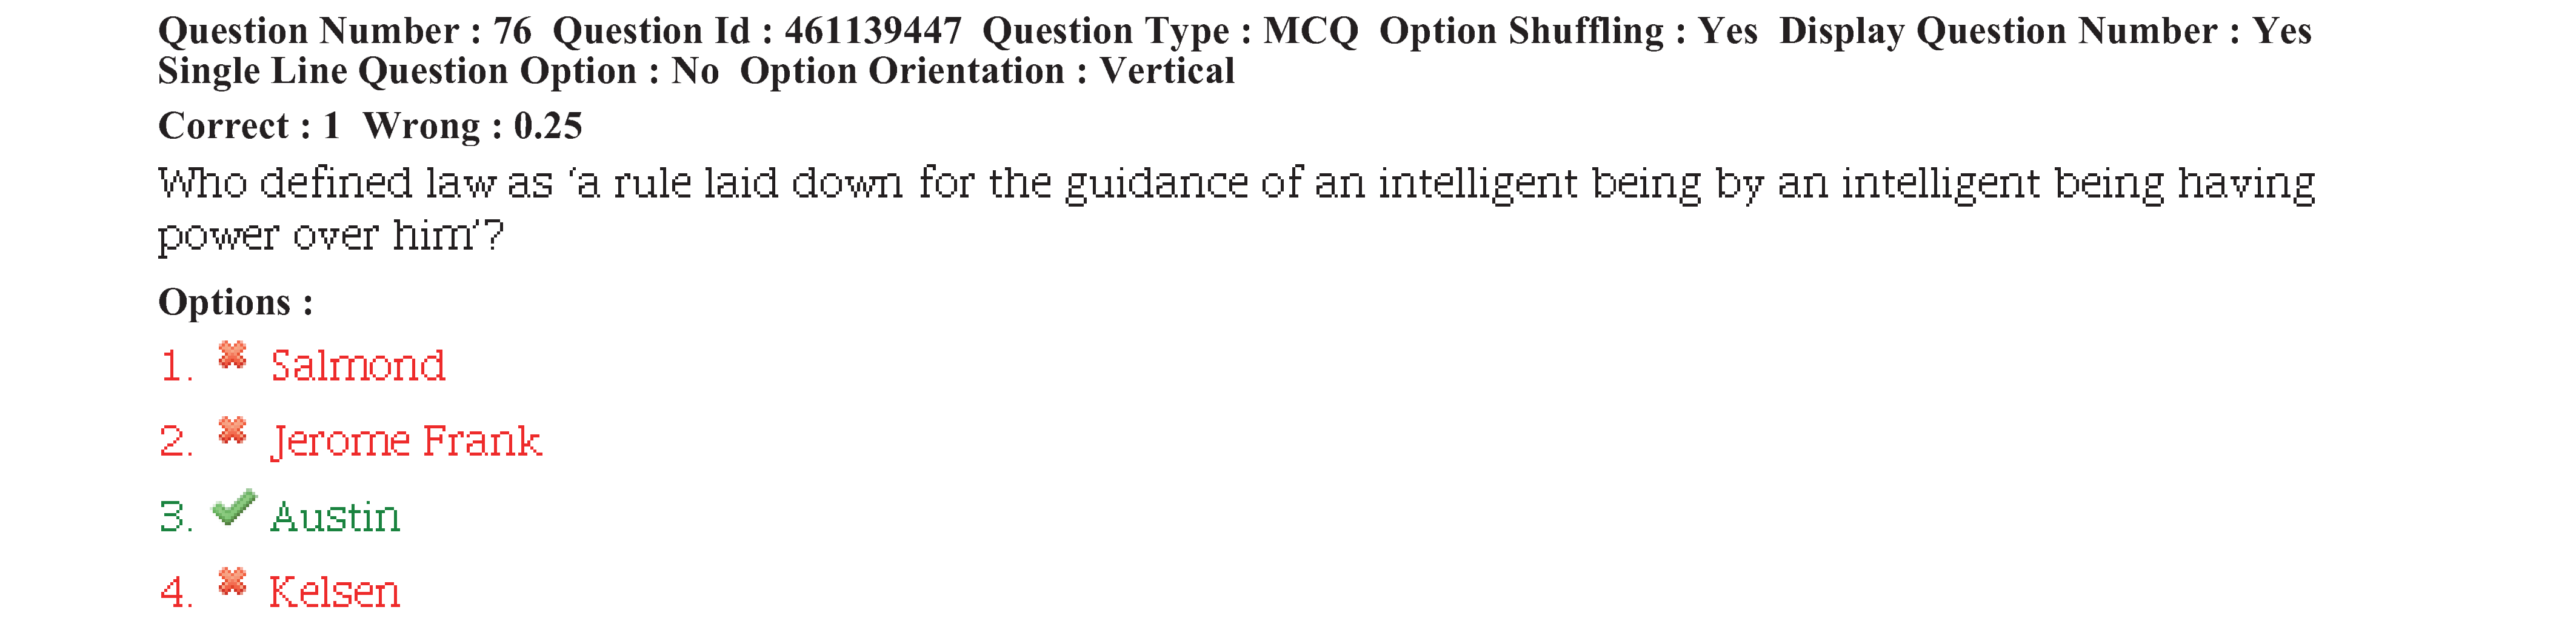 Question Number : 76 Question Id : 461139447 Question Type : MCQ Option Shuffling : Yes Display Question Number : Yes
Single Line Question Option : No Option Orientation : Vertical
Correct : 1 Wrong : 0.25
Who defined law as ‘a rule laid down for the guidance of an intelligent being by an intelligent being having
power over him’?
Options :
1. Salmond
2. Jerome Frank
3. Austin
4. Kelsen